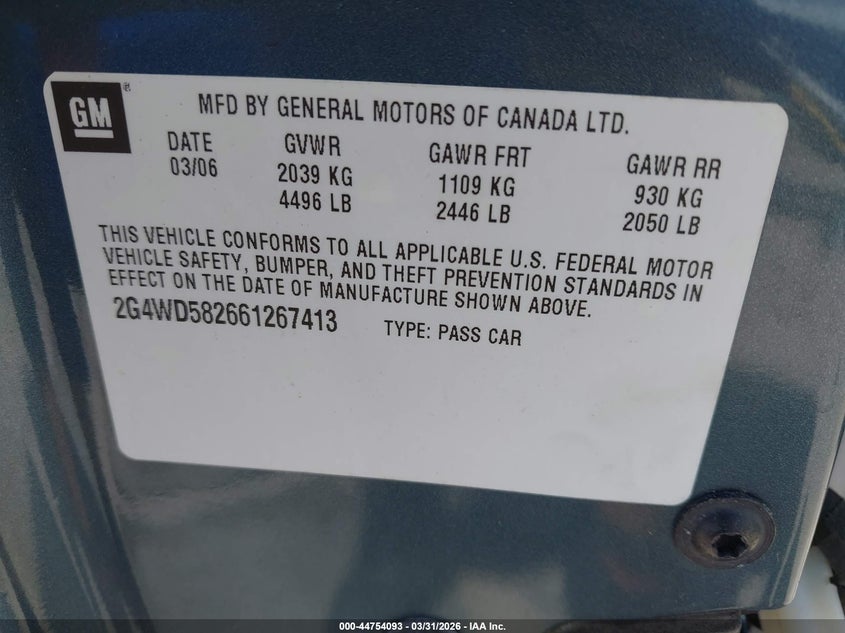 GM
®
MFD BY GENERAL MOTORS OF CANADA LTD.
DATE GVWR GAWR FRT GAWR RR
03/06 2039 KG 1109 KG 930 KG
4496 LB 2446 LB 2050 LB
THIS VEHICLE CONFORMS TO ALL APPLICABLE U.S. FEDERAL MOTOR
VEHICLE SAFETY, BUMPER, AND THEFT PREVENTION STANDARDS IN
EFFECT ON THE DATE OF MANUFACTURE SHOWN ABOVE.
2G4WD582661267413 TYPE: PASS CAR
000-44754093 - 03/31/2026 - IAA Inc.